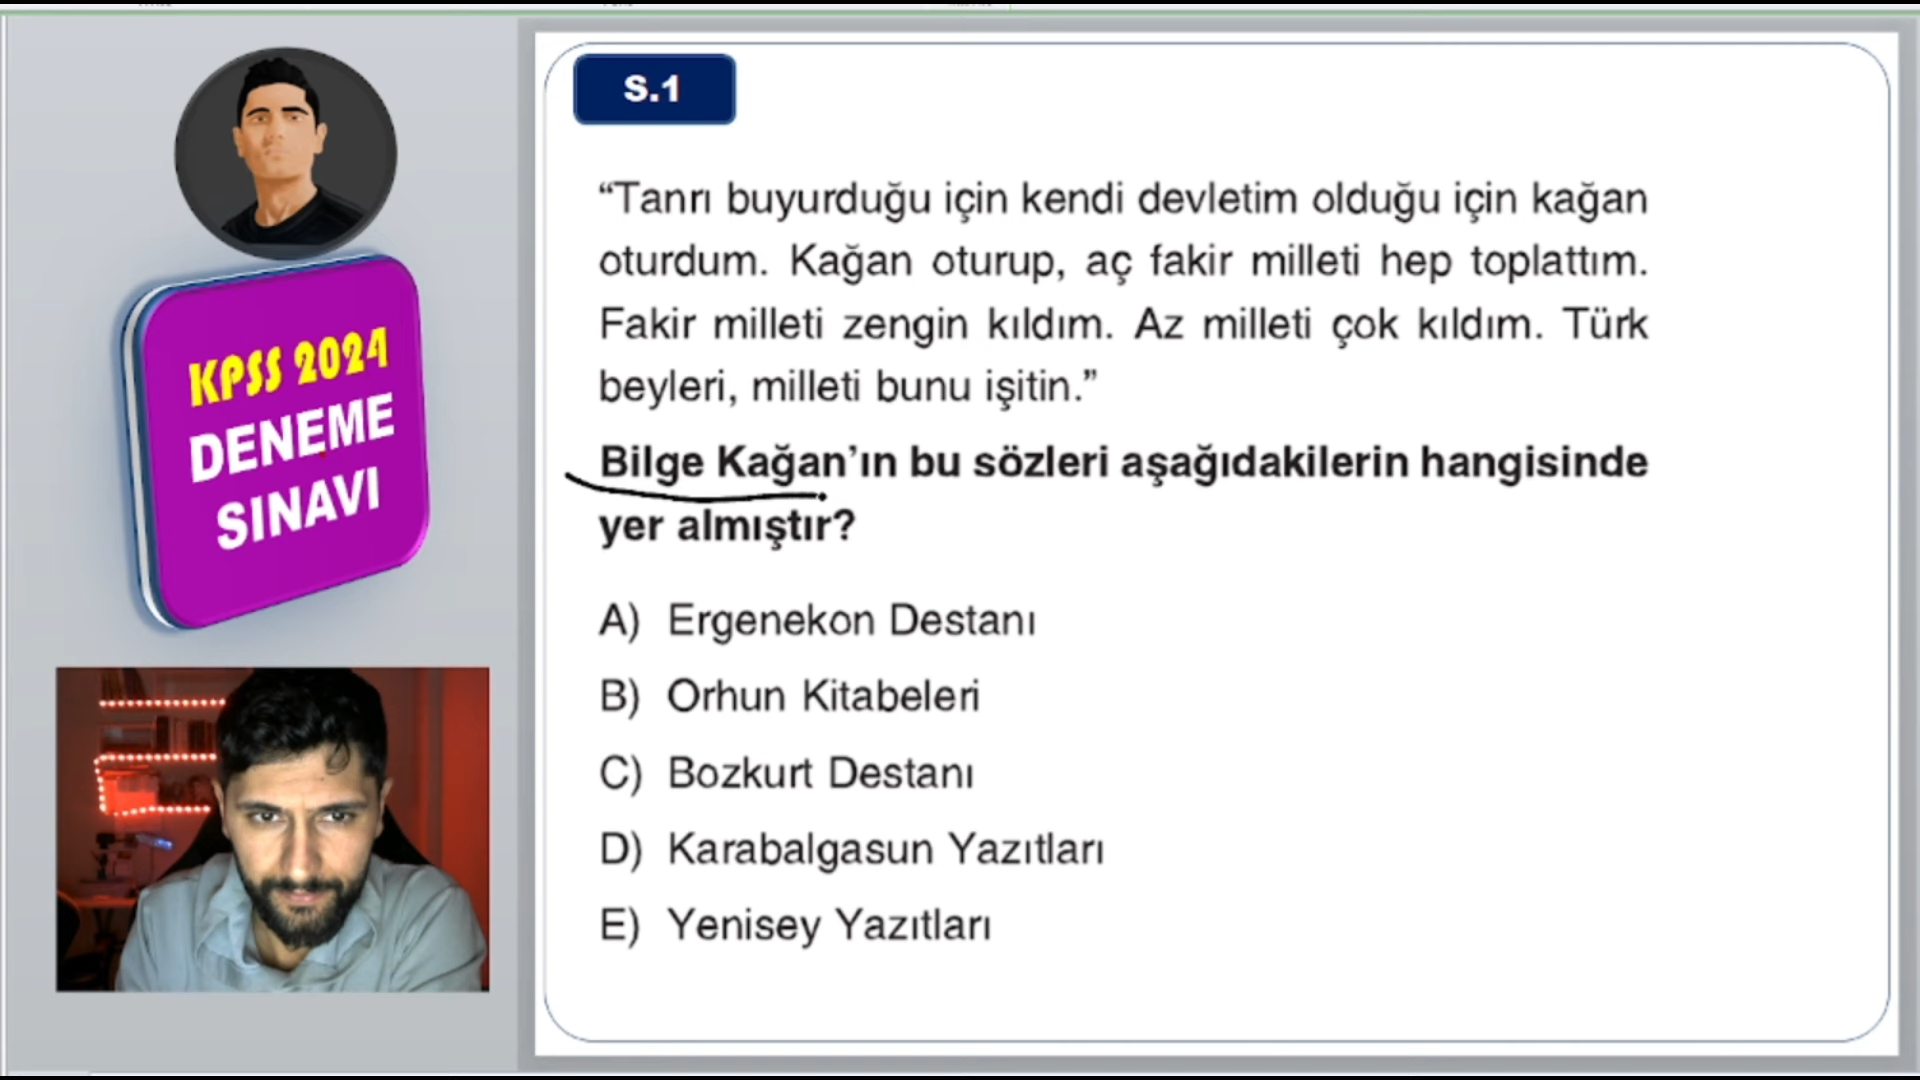 S.1
“Tanrı buyurduğu için kendi devletim olduğu için kağan
oturdum. Kağan oturup, aç fakir milleti hep toplattım.
Fakir milleti zengin kıldım. Az milleti çok kıldım. Türk
beyleri, milleti bunu işitin.”
Bilge Kağan’ın bu sözleri aşağıdakilerin hangisinde
yer almıştır?
A) Ergenekon Destanı
B) Orhun Kitabeleri
C) Bozkurt Destanı
D) Karabalgasun Yazıtları
E) Yenisey Yazıtları
KPSS 2024
DENEME
SINAVI